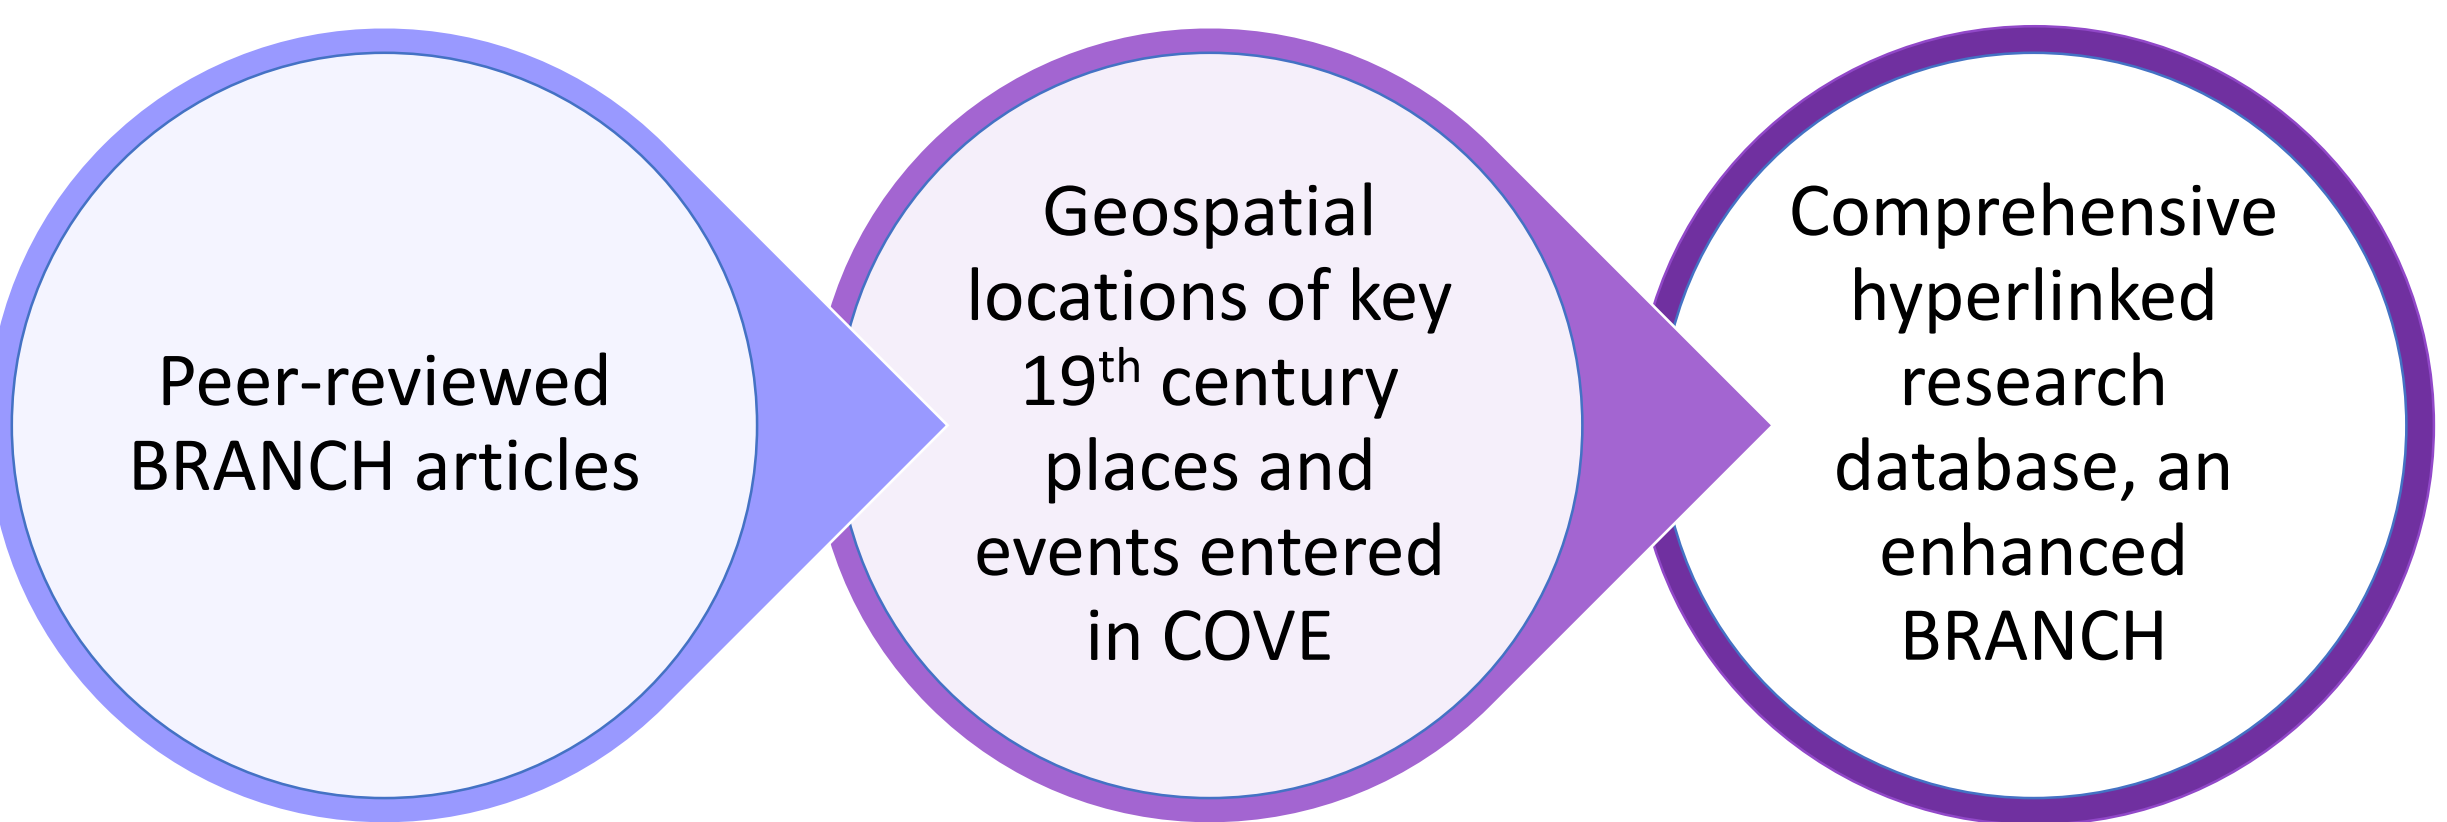 Peer-reviewed
BRANCH articles
Geospatial
locations of key
19th century
places and
events entered
in COVE
Comprehensive
hyperlinked
research
database, an
enhanced
BRANCH